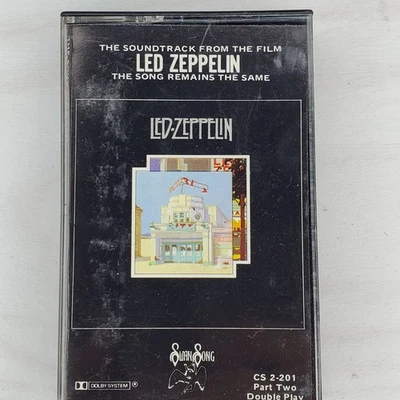 THE SOUNDTRACK FROM THE FILM
LED ZEPPELIN
THE SONG REMAINS THE SAME
LED-ZEPPELIN
DOLBY SYSTEM ®
SWAN SONG
CS 2-201
Part Two
Double Play